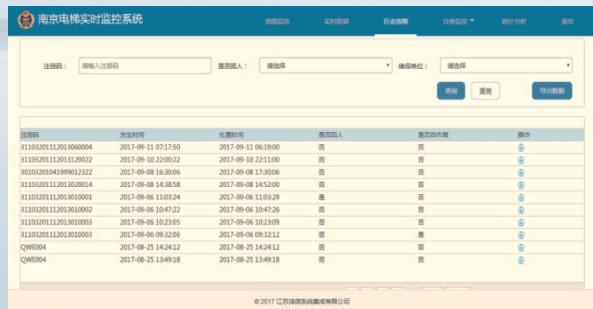 南京电梯实时监控系统
地图监控 实时数据 历史故障 分类监控 统计分析 退出
注册码： 请输入注册码 是否困人： 请选择 维保单位： 请选择
查询 重置 导出数据
注册码 发生时间 处置时间 是否困人 是否自恢复 操作
31103201112013060004 2017-09-11 07:17:50 2017-09-11 06:19:00 否 否
31103201112013120022 2017-09-10 22:00:22 2017-09-10 22:11:00 否 否
30103201041999012322 2017-09-08 16:30:06 2017-09-08 17:30:06 否 否
31103201112013020014 2017-09-08 14:38:58 2017-09-08 14:52:00 否 否
31103201112013010001 2017-09-06 11:03:24 2017-09-06 11:03:29 是 否
31103201112013010002 2017-09-06 10:47:22 2017-09-06 10:47:26 否 否
31103201112013010003 2017-09-06 10:23:05 2017-09-06 10:23:09 否 否
31103201112013010003 2017-09-06 09:32:06 2017-09-06 09:32:12 否 是
QWE004 2017-08-25 14:24:12 2017-08-25 14:24:12 否 否
QWE004 2017-08-25 13:49:18 2017-08-25 13:49:18 否 否
© 2017 江苏鸿信系统集成有限公司